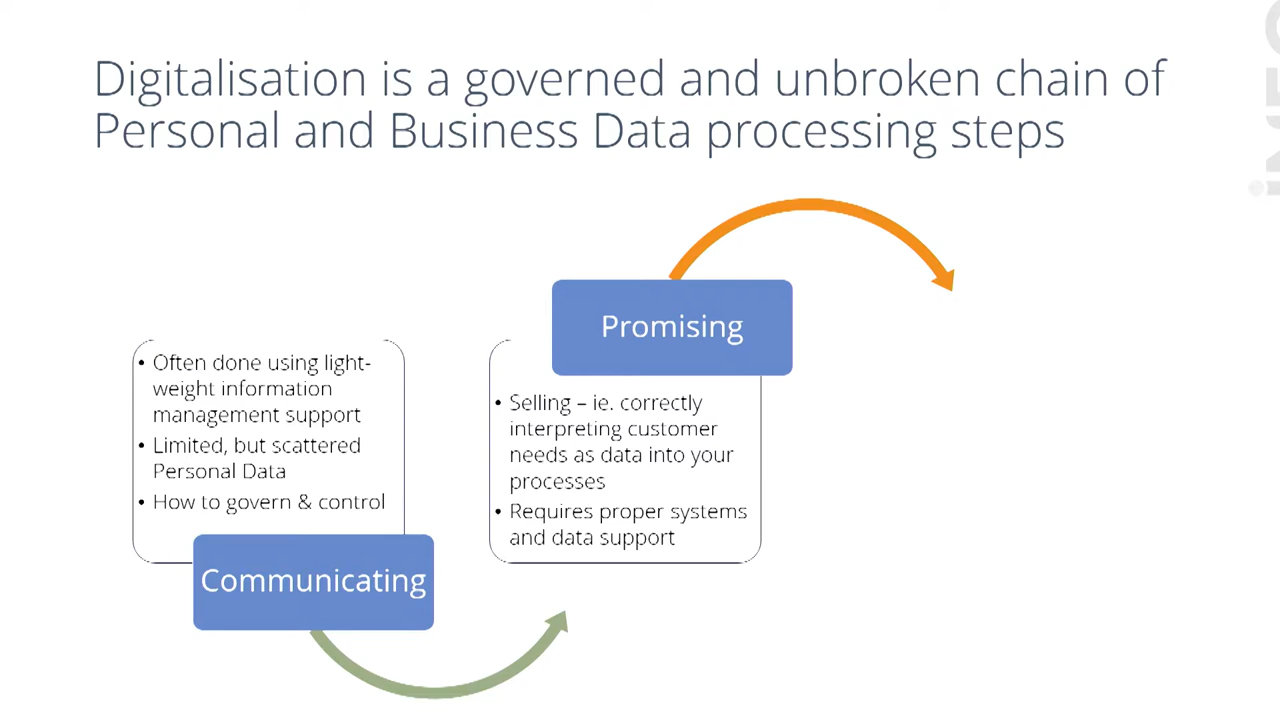 Digitalisation is a governed and unbroken chain of
Personal and Business Data processing steps
• Often done using light-
weight information
management support
• Limited, but scattered
Personal Data
• How to govern & control
Communicating
Promising
• Selling – ie. correctly
interpreting customer
needs as data into your
processes
• Requires proper systems
and data support